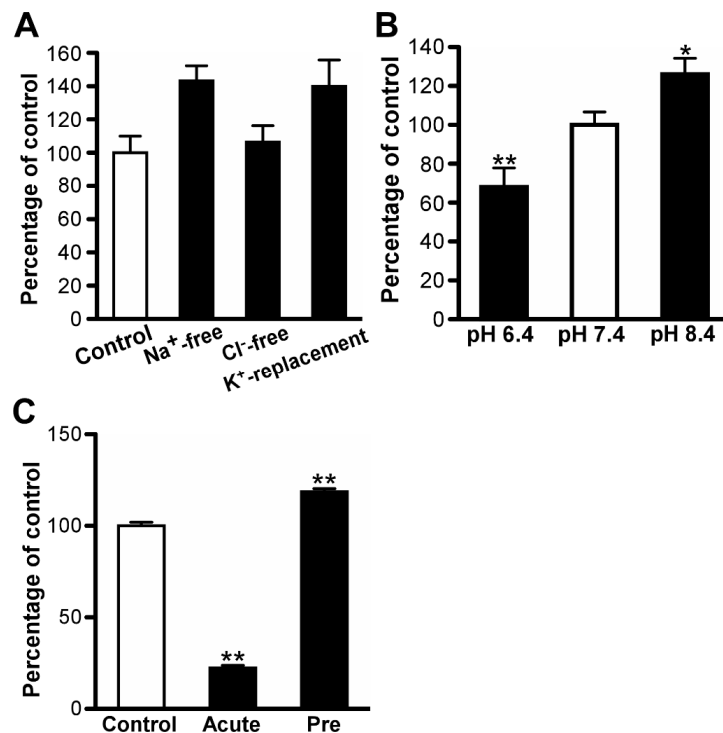 A
Percentage of control
160
140
120
100
80
60
40
20
0
Control
Na⁺-free
Cl⁻-free
K⁺-replacement
B
Percentage of control
140
120
100
80
60
40
20
0
**
*
pH 6.4
pH 7.4
pH 8.4
C
Percentage of control
150
100
50
0
**
**
Control
Acute
Pre